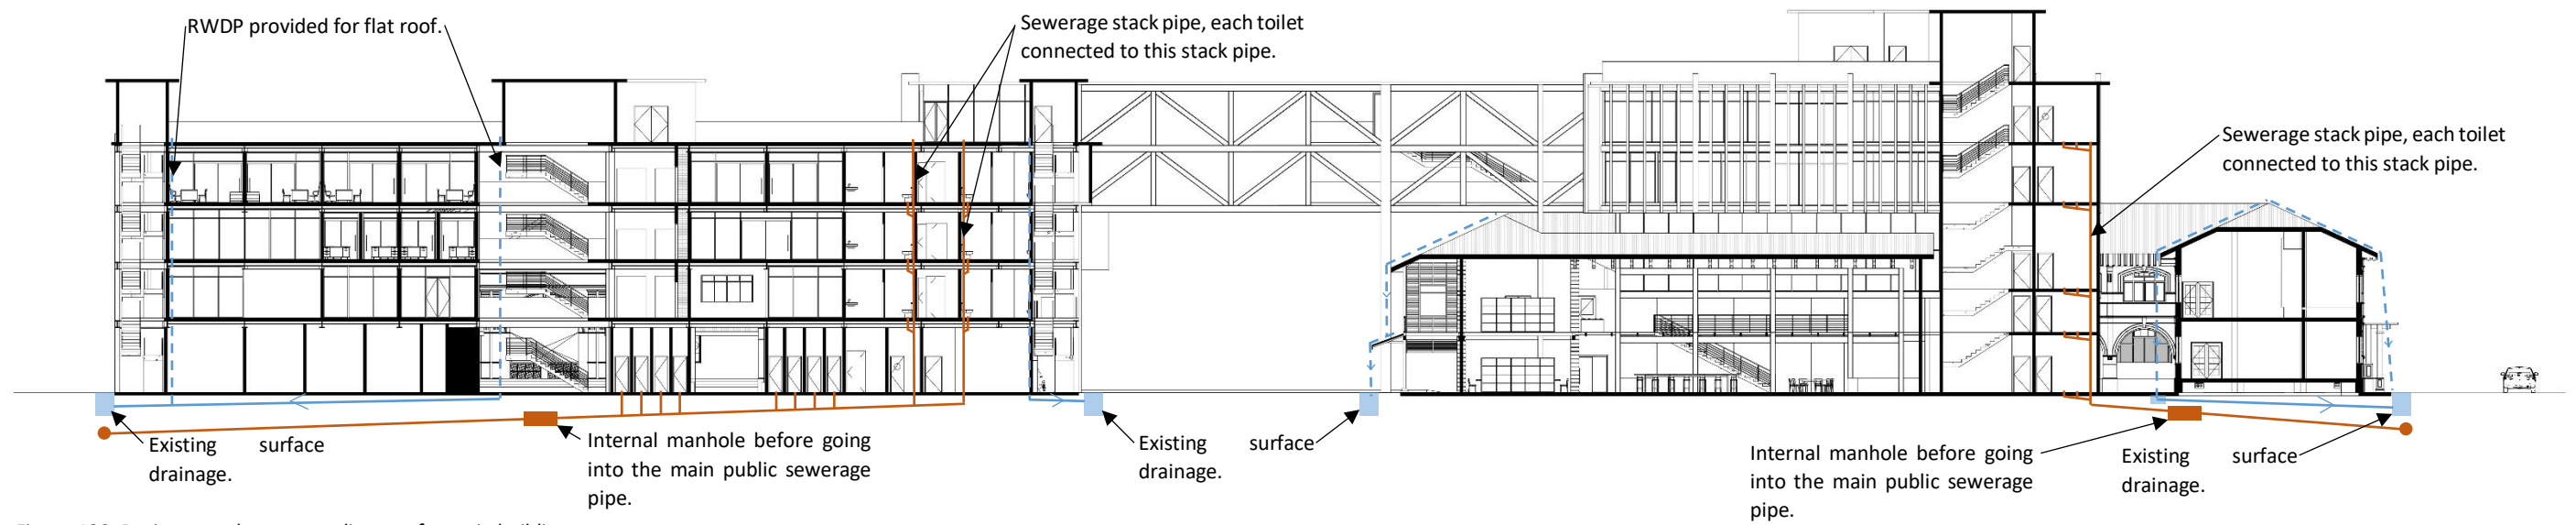 RWDP provided for flat roof.
Sewerage stack pipe, each toilet
connected to this stack pipe.
Sewerage stack pipe, each toilet
connected to this stack pipe.
Existing surface
drainage.
Internal manhole before going
into the main public sewerage
pipe.
Existing surface
drainage.
Internal manhole before going
into the main public sewerage
pipe.
Existing surface
drainage.